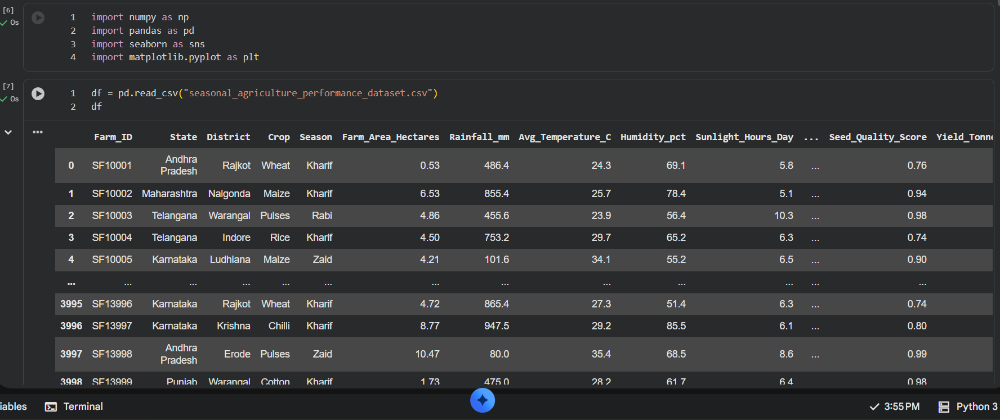 [6]
0s
1 import numpy as np
2 import pandas as pd
3 import seaborn as sns
4 import matplotlib.pyplot as plt
[7]
0s
1 df = pd.read_csv("seasonal_agriculture_performance_dataset.csv")
2 df
Farm_ID State District Crop Season Farm_Area_Hectares Rainfall_mm Avg_Temperature_C Humidity_pct Sunlight_Hours_Day ... Seed_Quality_Score Yield_Tonne
0 SF10001 Andhra Pradesh Rajkot Wheat Kharif 0.53 486.4 24.3 69.1 5.8 ... 0.76
1 SF10002 Maharashtra Nalgonda Maize Kharif 6.53 855.4 25.7 78.4 5.1 ... 0.94
2 SF10003 Telangana Warangal Pulses Rabi 4.86 455.6 23.9 56.4 10.3 ... 0.98
3 SF10004 Telangana Indore Rice Kharif 4.50 753.2 29.7 65.2 6.3 ... 0.74
4 SF10005 Karnataka Ludhiana Maize Zaid 4.21 101.6 34.1 55.2 6.5 ... 0.90
... ... ... ... ... ... ... ... ... ... ... ... ...
3995 SF13996 Karnataka Rajkot Wheat Kharif 4.72 865.4 27.3 51.4 6.3 ... 0.74
3996 SF13997 Karnataka Krishna Chilli Kharif 8.77 947.5 29.2 85.5 6.1 ... 0.80
3997 SF13998 Andhra Pradesh Erode Pulses Zaid 10.47 80.0 35.4 68.5 8.6 ... 0.99
3998 SF13999 Punjab Warangal Cotton Kharif 1.73 475.0 28.2 61.7 6.4 ... 0.98
iables Terminal 3:55 PM Python 3